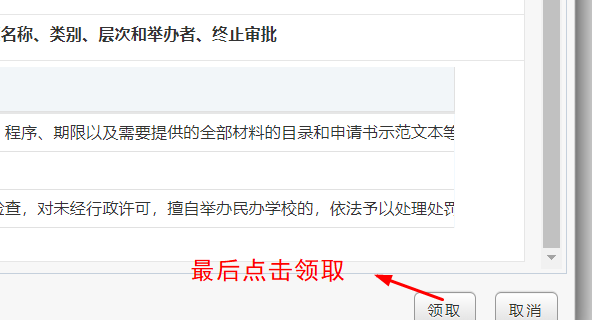 名称、类别、层次和举办者、终止审批
程序、期限以及需要提供的全部材料的目录和申请书示范文本等
检查，对未经行政许可，擅自举办民办学校的，依法予以处理处罚
最后点击领取
领取 取消